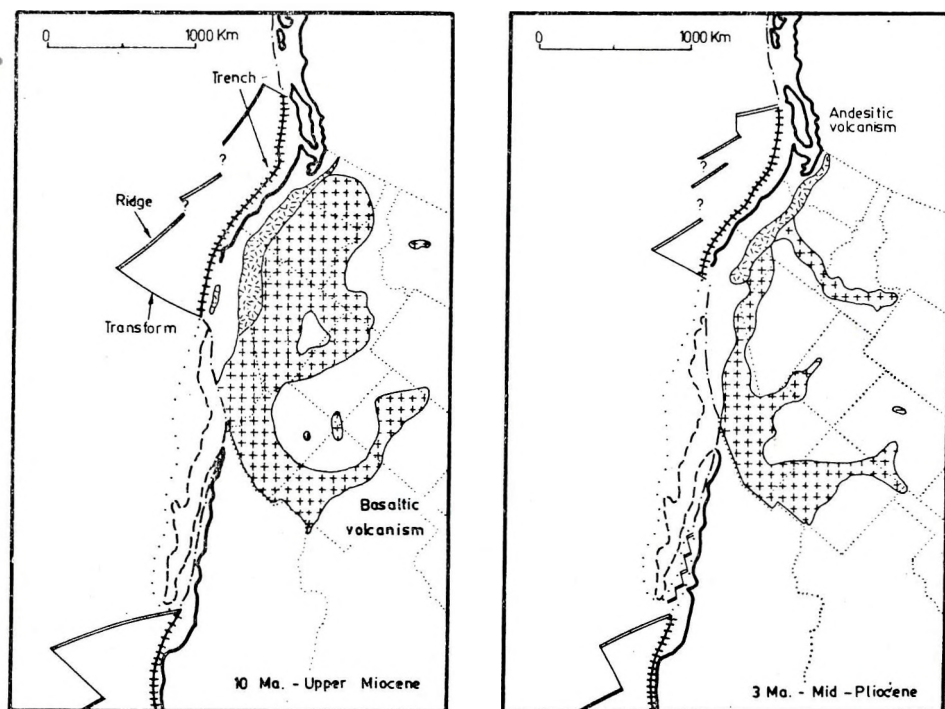 0 1000 Km
Trench
?
Ridge
?
Transform
Basaltic
volcanism
10 Ma. - Upper Miocene
0 1000 Km
Andesitic
volcanism
?
?
3 Ma. - Mid - Pliocene